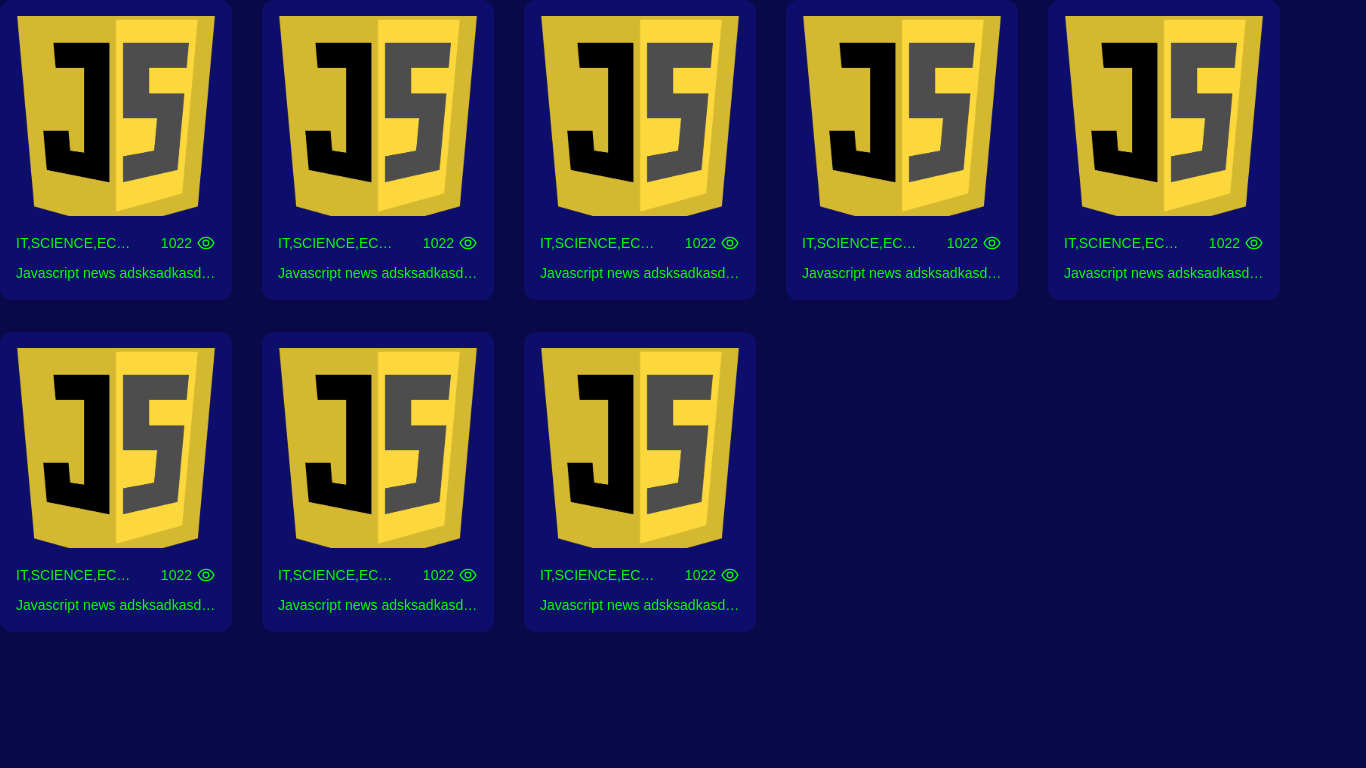 JS JS JS JS JS
IT,SCIENCE,EC… 1022 IT,SCIENCE,EC… 1022 IT,SCIENCE,EC… 1022 IT,SCIENCE,EC… 1022 IT,SCIENCE,EC… 1022
Javascript news adsksadkasd… Javascript news adsksadkasd… Javascript news adsksadkasd… Javascript news adsksadkasd… Javascript news adsksadkasd…
JS JS JS
IT,SCIENCE,EC… 1022 IT,SCIENCE,EC… 1022 IT,SCIENCE,EC… 1022
Javascript news adsksadkasd… Javascript news adsksadkasd… Javascript news adsksadkasd…